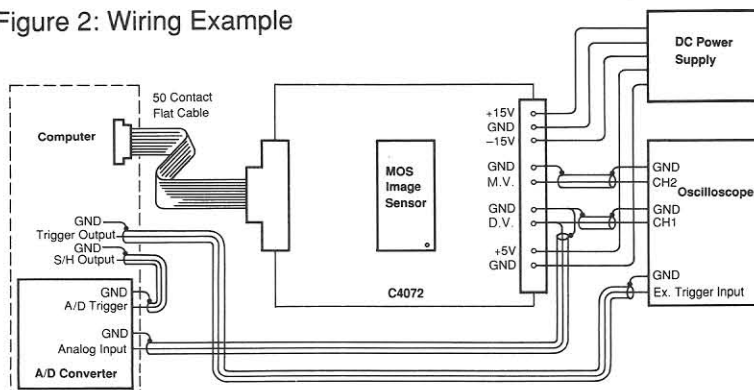 Figure 2: Wiring Example
DC Power
Supply
50 Contact
Flat Cable
Computer
+15V
GND
−15V
GND
M.V.
GND
D.V.
+5V
GND
MOS
Image
Sensor
C4072
GND
CH2
Oscilloscope
GND
CH1
GND
Ex. Trigger Input
GND
Trigger Output
GND
S/H Output
GND
A/D Trigger
GND
Analog Input
A/D Converter